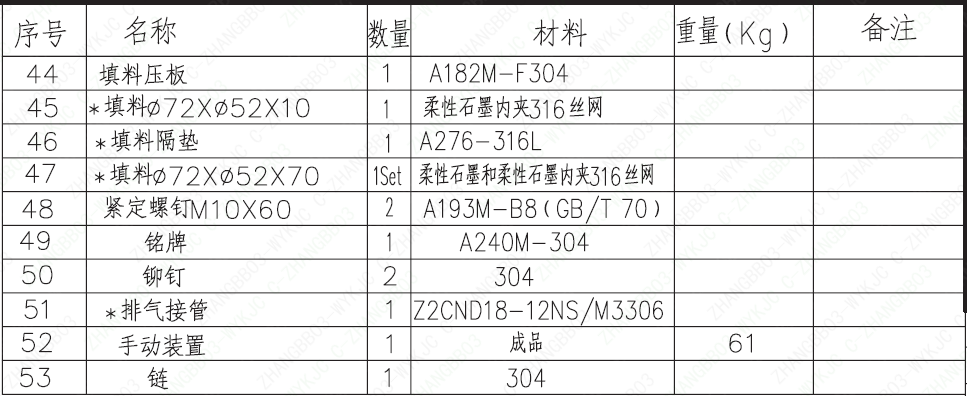 序号 名称 数量 材料 重量(Kg) 备注
44 填料压板 1 A182M-F304
45 *填料Ø72XØ52X10 1 柔性石墨内夹316丝网
46 *填料隔垫 1 A276-316L
47 *填料Ø72XØ52X70 1Set 柔性石墨和柔性石墨内夹316丝网
48 紧定螺钉M10X60 2 A193M-B8(GB/T 70)
49 铭牌 1 A240M-304
50 铆钉 2 304
51 *排气接管 1 Z2CND18-12NS/M3306
52 手动装置 1 成品 61
53 链 1 304